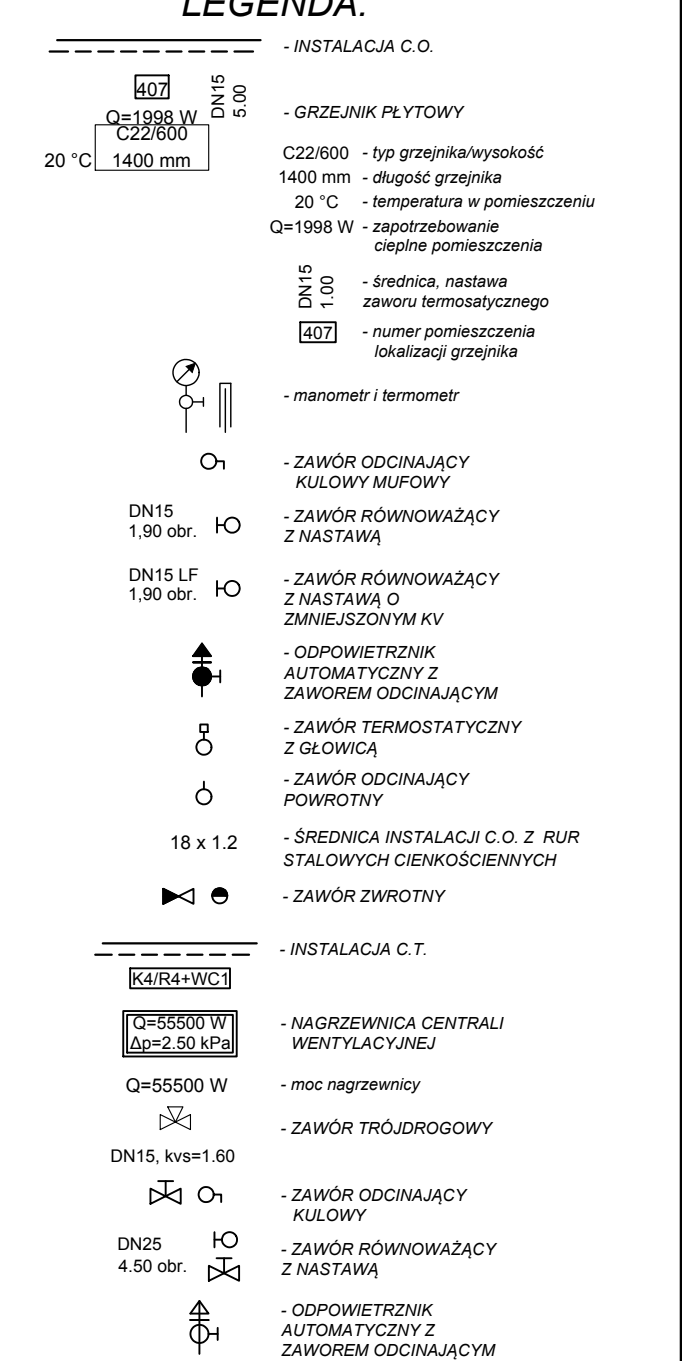 LEGENDA:
- INSTALACJA C.O.
407
Q=1998 W
DN15
5.00
C22/600
20 °C
1400 mm
- GRZEJNIK PŁYTOWY
C22/600 - typ grzejnika/wysokość
1400 mm - długość grzejnika
20 °C - temperatura w pomieszczeniu
Q=1998 W - zapotrzebowanie
cieplne pomieszczenia
DN15
1.00
- średnica, nastawa
zaworu termosatycznego
407 - numer pomieszczenia
lokalizacji grzejnika
- manometr i termometr
- ZAWÓR ODCINAJĄCY
KULOWY MUFOWY
DN15
1,90 obr.
- ZAWÓR RÓWNOWAŻĄCY
Z NASTAWĄ
DN15 LF
1,90 obr.
- ZAWÓR RÓWNOWAŻĄCY
Z NASTAWĄ O
ZMNIEJSZONYM KV
- ODPOWIETRZNIK
AUTOMATYCZNY Z
ZAWOREM ODCINAJĄCYM
- ZAWÓR TERMOSTATYCZNY
Z GŁOWICĄ
- ZAWÓR ODCINAJĄCY
POWROTNY
18 x 1.2
- ŚREDNICA INSTALACJI C.O. Z RUR
STALOWYCH CIENKOŚCIENNYCH
- ZAWÓR ZWROTNY
- INSTALACJA C.T.
K4/R4+WC1
Q=55500 W
Δp=2.50 kPa
- NAGRZEWNICA CENTRALI
WENTYLACYJNEJ
Q=55500 W - moc nagrzewnicy
- ZAWÓR TRÓJDROGOWY
DN15, kvs=1.60
- ZAWÓR ODCINAJĄCY
KULOWY
DN25
4.50 obr.
- ZAWÓR RÓWNOWAŻĄCY
Z NASTAWĄ
- ODPOWIETRZNIK
AUTOMATYCZNY Z
ZAWOREM ODCINAJĄCYM